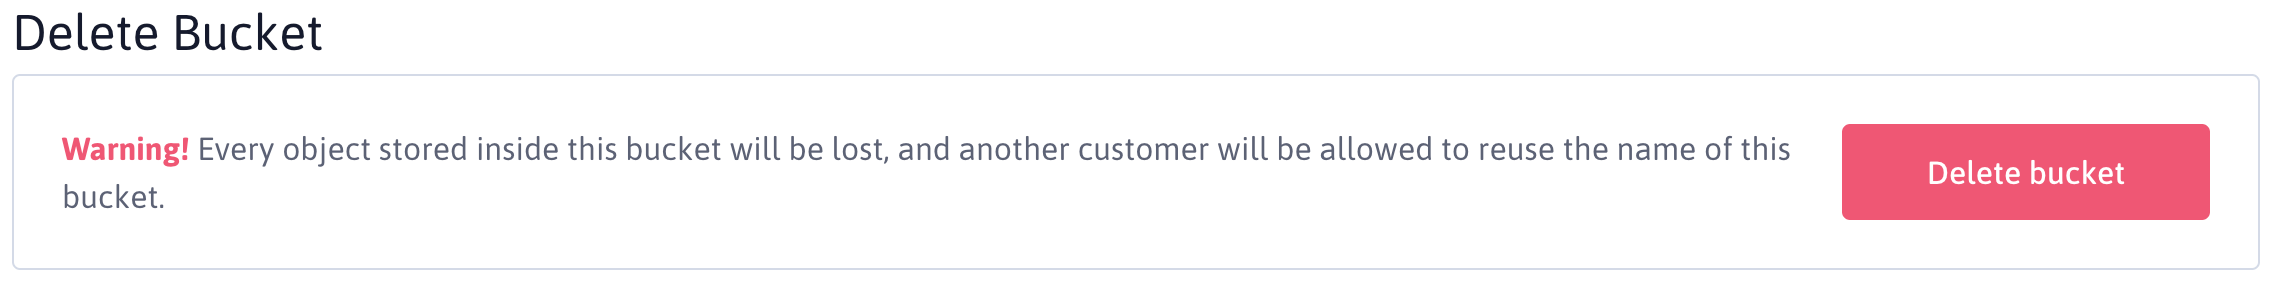 Delete Bucket
Warning! Every object stored inside this bucket will be lost, and another customer will be allowed to reuse the name of this
bucket.
Delete bucket